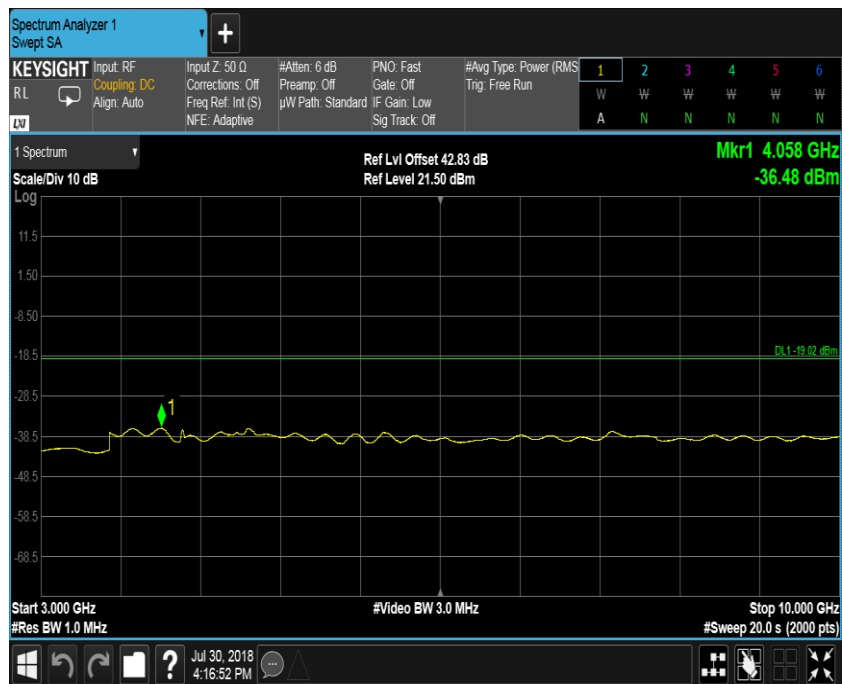 Spectrum Analyzer 1
Swept SA
+
KEYSIGHT
RL
LXI
Input: RF
Coupling: DC
Align: Auto
Input Z: 50 Ω
Corrections: Off
Freq Ref: Int (S)
NFE: Adaptive
#Atten: 6 dB
Preamp: Off
µW Path: Standard
PNO: Fast
Gate: Off
IF Gain: Low
Sig Track: Off
#Avg Type: Power (RMS
Trig: Free Run
1 2 3 4 5 6
W W W W W W
A N N N N N
1 Spectrum
Scale/Div 10 dB
Ref Lvl Offset 42.83 dB
Ref Level 21.50 dBm
Mkr1 4.058 GHz
-36.48 dBm
Log
11.5
1.50
-8.50
-18.5
DL1 -19.02 dBm
-28.5
1
-38.5
-48.5
-58.5
-68.5
Start 3.000 GHz
#Video BW 3.0 MHz
Stop 10.000 GHz
#Res BW 1.0 MHz
#Sweep 20.0 s (2000 pts)
?
Jul 30, 2018
4:16:52 PM